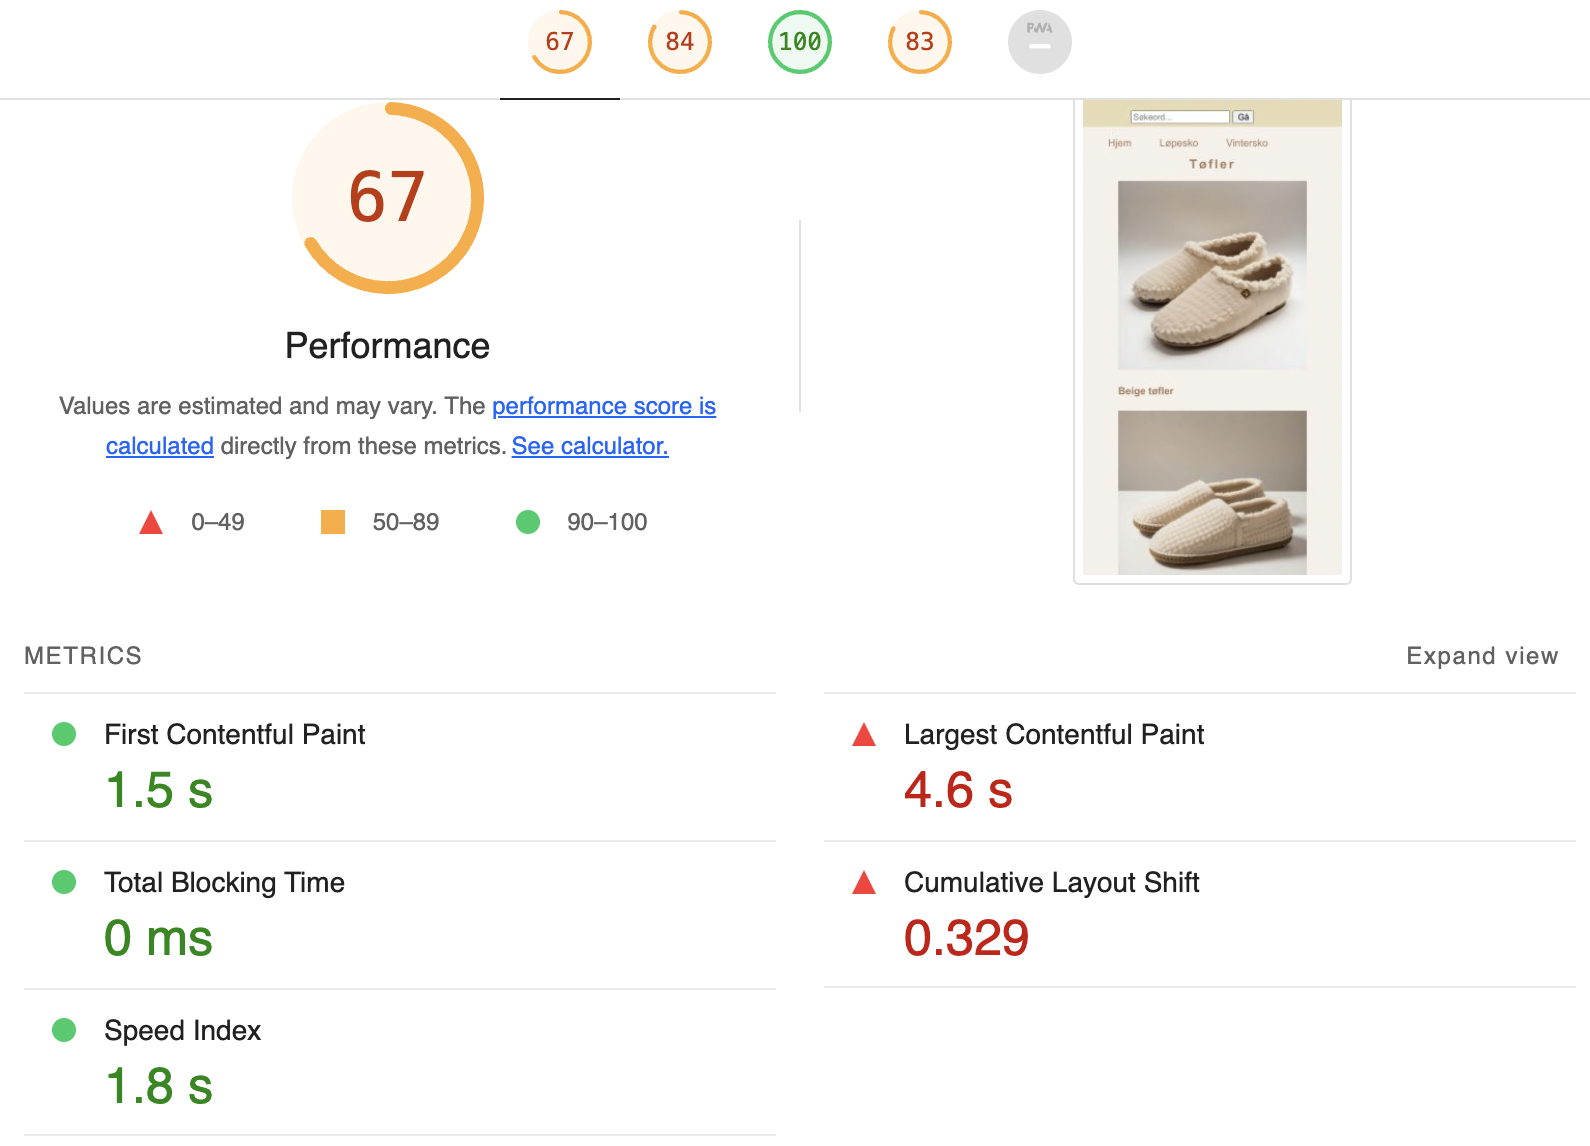 67
84
100
83
PWA
67
Performance
Values are estimated and may vary. The performance score is
calculated directly from these metrics. See calculator.
0–49
50–89
90–100
Søkeord...
Gå
Hjem
Løpesko
Vintersko
Tøfler
Beige tøfler
METRICS
Expand view
First Contentful Paint
1.5 s
Largest Contentful Paint
4.6 s
Total Blocking Time
0 ms
Cumulative Layout Shift
0.329
Speed Index
1.8 s